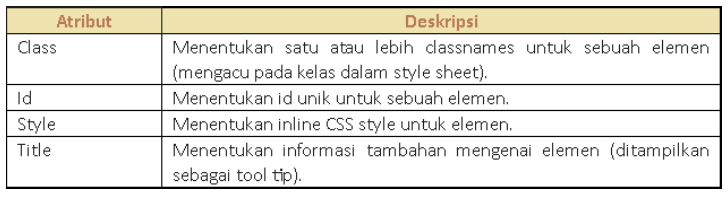 Atribut Deskripsi
Class Menentukan satu atau lebih classnames untuk sebuah elemen
(mengacu pada kelas dalam style sheet).
Id Menentukan id unik untuk sebuah elemen.
Style Menentukan inline CSS style untuk elemen.
Title Menentukan informasi tambahan mengenai elemen (ditampilkan
sebagai tool tip).